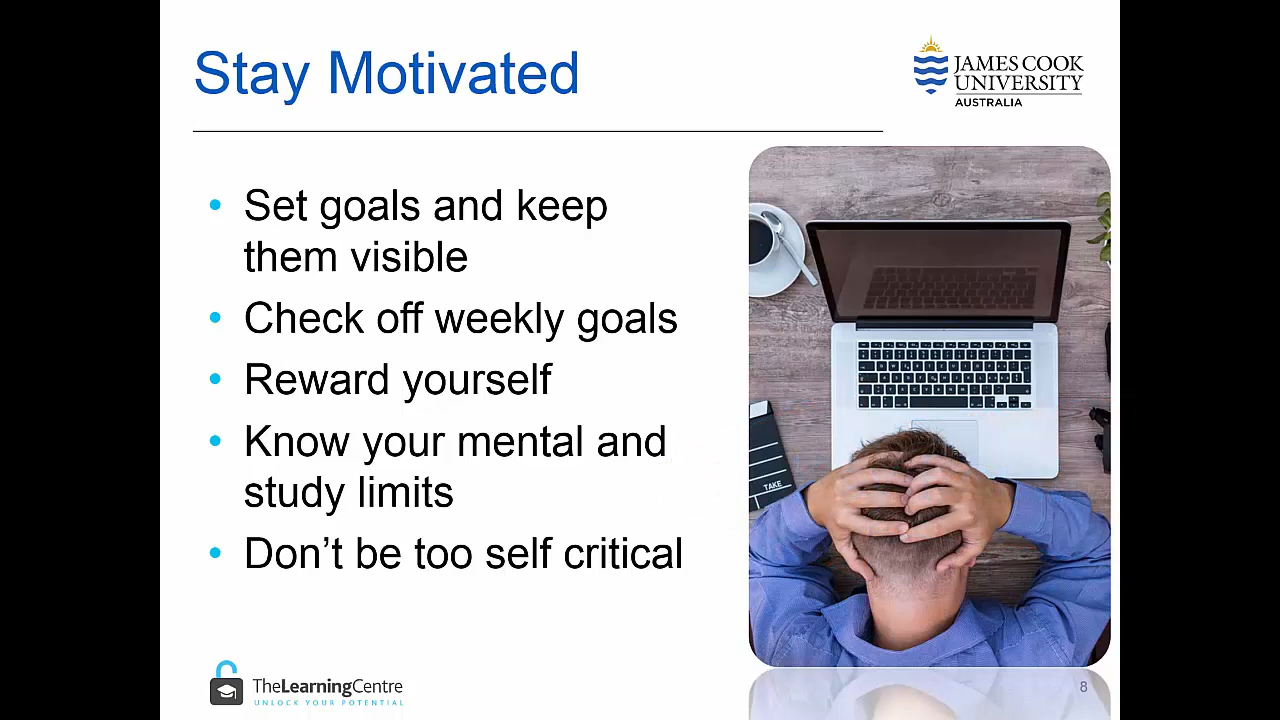 Stay Motivated
JAMES COOK
UNIVERSITY
AUSTRALIA
• Set goals and keep
them visible
• Check off weekly goals
• Reward yourself
• Know your mental and
study limits
• Don’t be too self critical
TAKE
TheLearningCentre
UNLOCK YOUR POTENTIAL
8